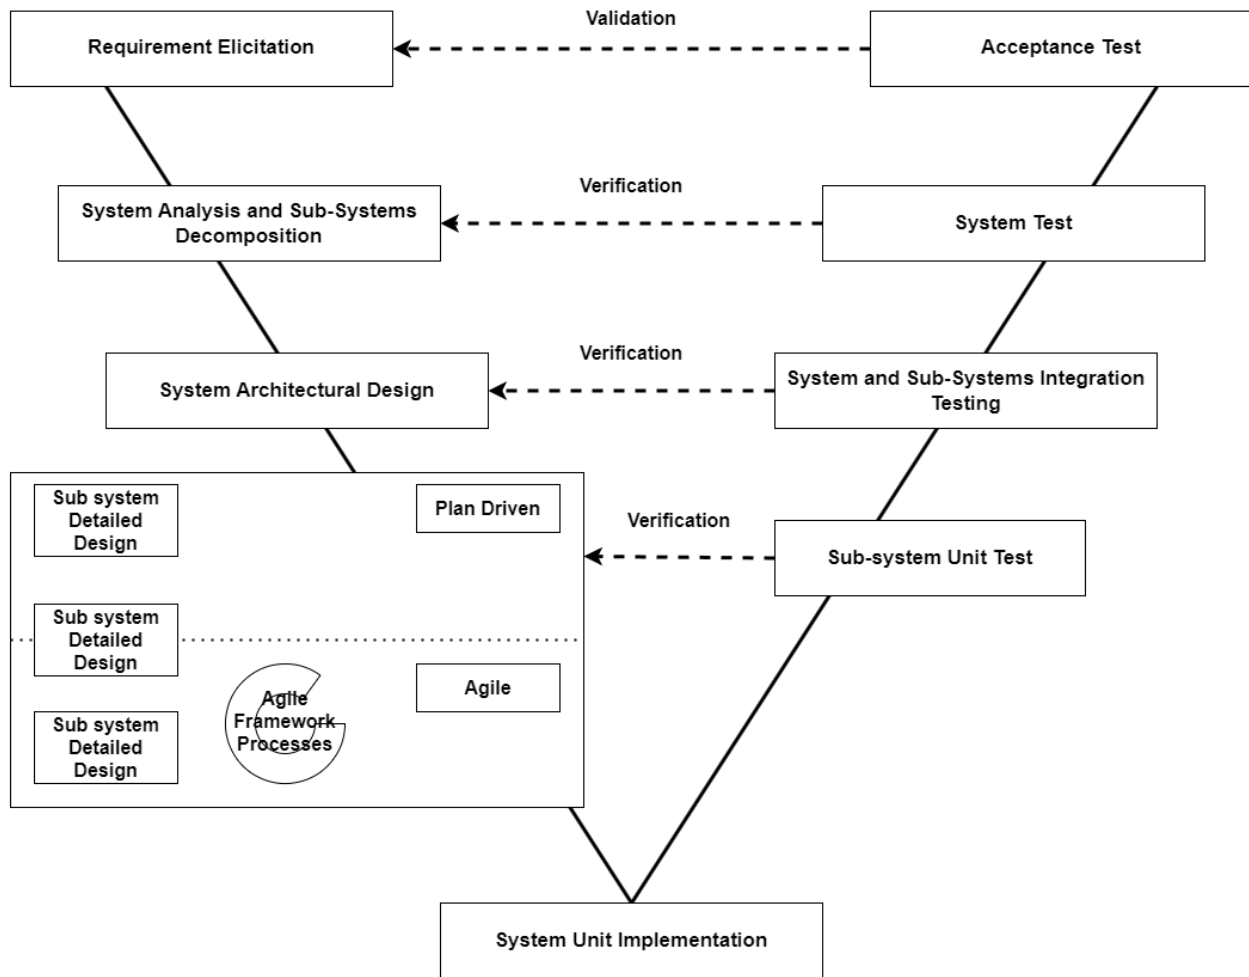 Validation
Requirement Elicitation
Acceptance Test
Verification
System Analysis and Sub-Systems
Decomposition
System Test
Verification
System Architectural Design
System and Sub-Systems Integration
Testing
Sub system
Detailed
Design
Plan Driven
Verification
Sub-system Unit Test
Sub system
Detailed
Design
Agile
Framework
Processes
Agile
Sub system
Detailed
Design
System Unit Implementation